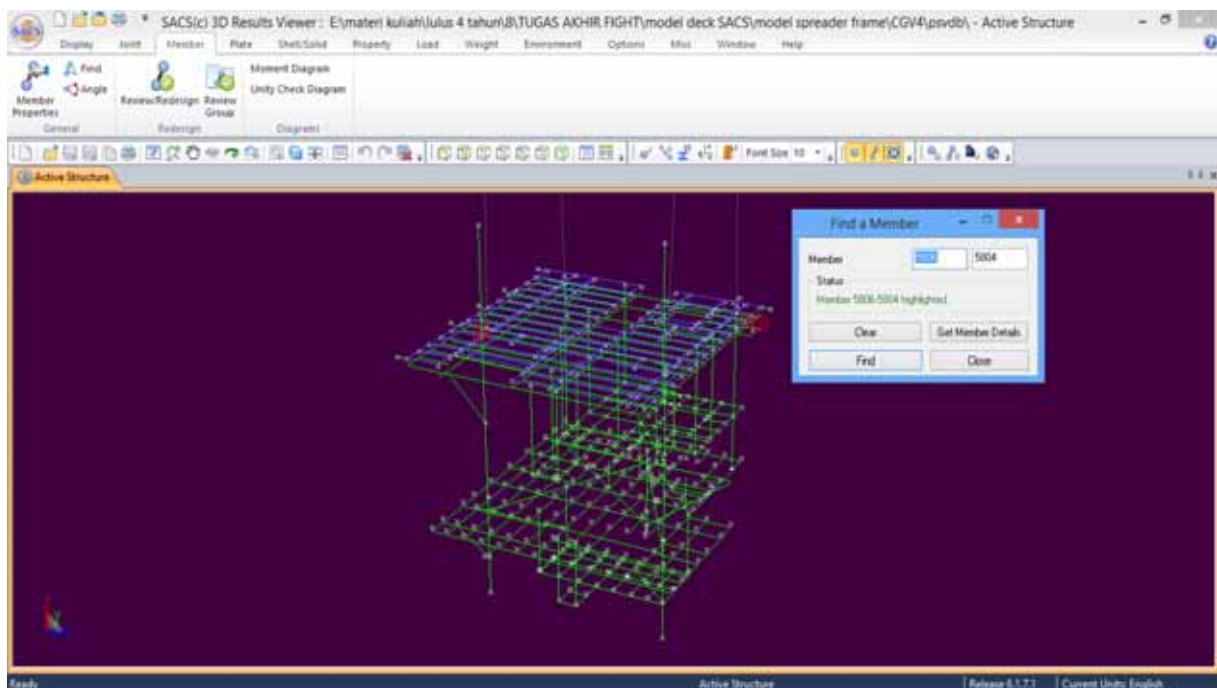 SACS
SACS(c) 3D Results Viewer : E:\materi kuliah\lulus 4 tahun\8\TUGAS AKHIR FIGHT\model deck SACS\model spreader frame\CGV4\psvdb\ - Active Structure
Display Joint Member Plate Shell/Solid Property Load Weight Environment Options Misc Window Help
Member Properties
Find
Angle
General
Review/Redesign
Review Group
Redesign
Moment Diagram
Unity Check Diagram
Diagrams
Font Size 10
Active Structure
Find a Member
Member 5804
Status
Member 5806-5804 highlighted
Clear Get Member Details
Find Close
Ready Active Structure Release 6.1.7.1 Current Units: English